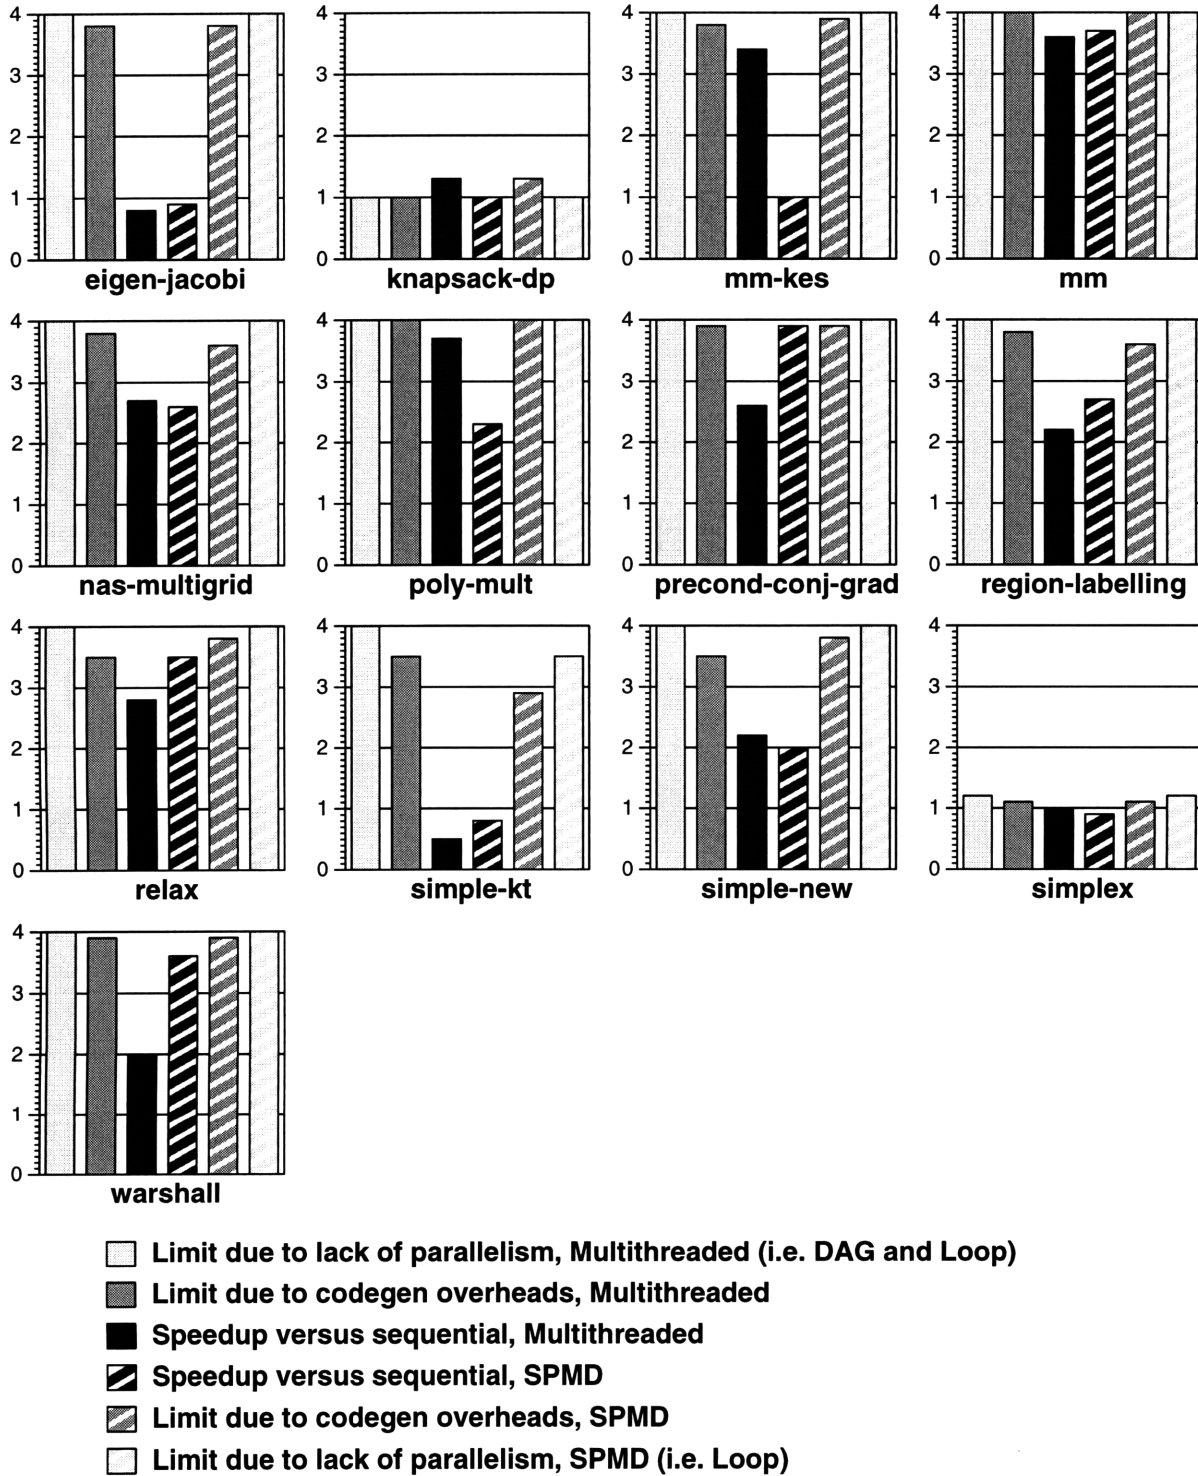 4 3 2 1 0
eigen-jacobi
4 3 2 1 0
knapsack-dp
4 3 2 1 0
mm-kes
4 3 2 1 0
mm
4 3 2 1 0
nas-multigrid
4 3 2 1 0
poly-mult
4 3 2 1 0
precond-conj-grad
4 3 2 1 0
region-labelling
4 3 2 1 0
relax
4 3 2 1 0
simple-kt
4 3 2 1 0
simple-new
4 3 2 1 0
simplex
4 3 2 1 0
warshall
Limit due to lack of parallelism, Multithreaded (i.e. DAG and Loop)
Limit due to codegen overheads, Multithreaded
Speedup versus sequential, Multithreaded
Speedup versus sequential, SPMD
Limit due to codegen overheads, SPMD
Limit due to lack of parallelism, SPMD (i.e. Loop)